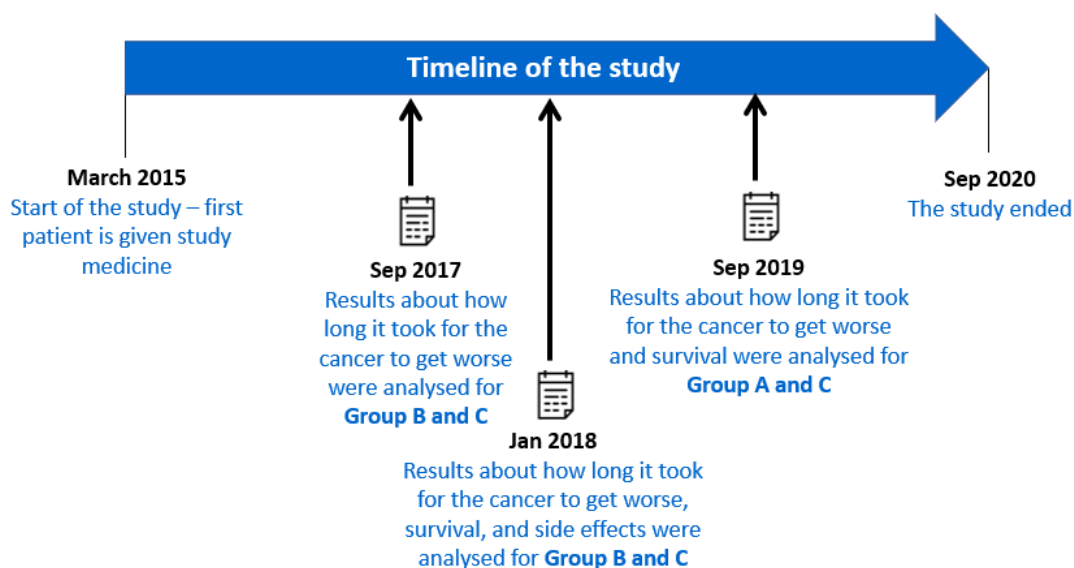 Timeline of the study
March 2015
Start of the study – first
patient is given study
medicine
Sep 2017
Results about how
long it took for the
cancer to get worse
were analysed for
Group B and C
Jan 2018
Results about how long it took
for the cancer to get worse,
survival, and side effects were
analysed for Group B and C
Sep 2019
Results about how long it took
for the cancer to get worse
and survival were analysed for
Group A and C
Sep 2020
The study ended